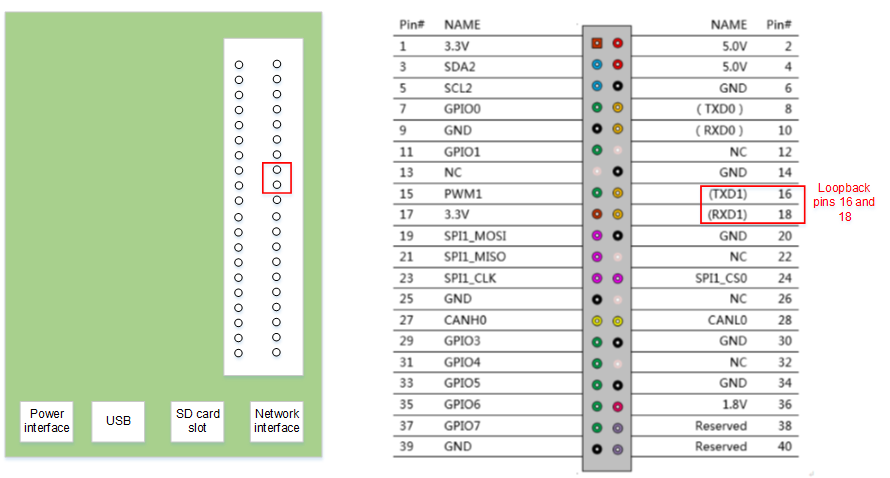 Pin# NAME NAME Pin#
1 3.3V 5.0V 2
3 SDA2 5.0V 4
5 SCL2 GND 6
7 GPIO0 ( TXD0 ) 8
9 GND ( RXD0 ) 10
11 GPIO1 NC 12
13 NC GND 14
15 PWM1 (TXD1) 16
17 3.3V (RXD1) 18
19 SPI1_MOSI GND 20
21 SPI1_MISO NC 22
23 SPI1_CLK SPI1_CS0 24
25 GND NC 26
27 CANH0 CANL0 28
29 GPIO3 GND 30
31 GPIO4 NC 32
33 GPIO5 GND 34
35 GPIO6 1.8V 36
37 GPIO7 Reserved 38
39 GND Reserved 40
Loopback
pins 16 and
18
Power
interface
USB
SD card
slot
Network
interface